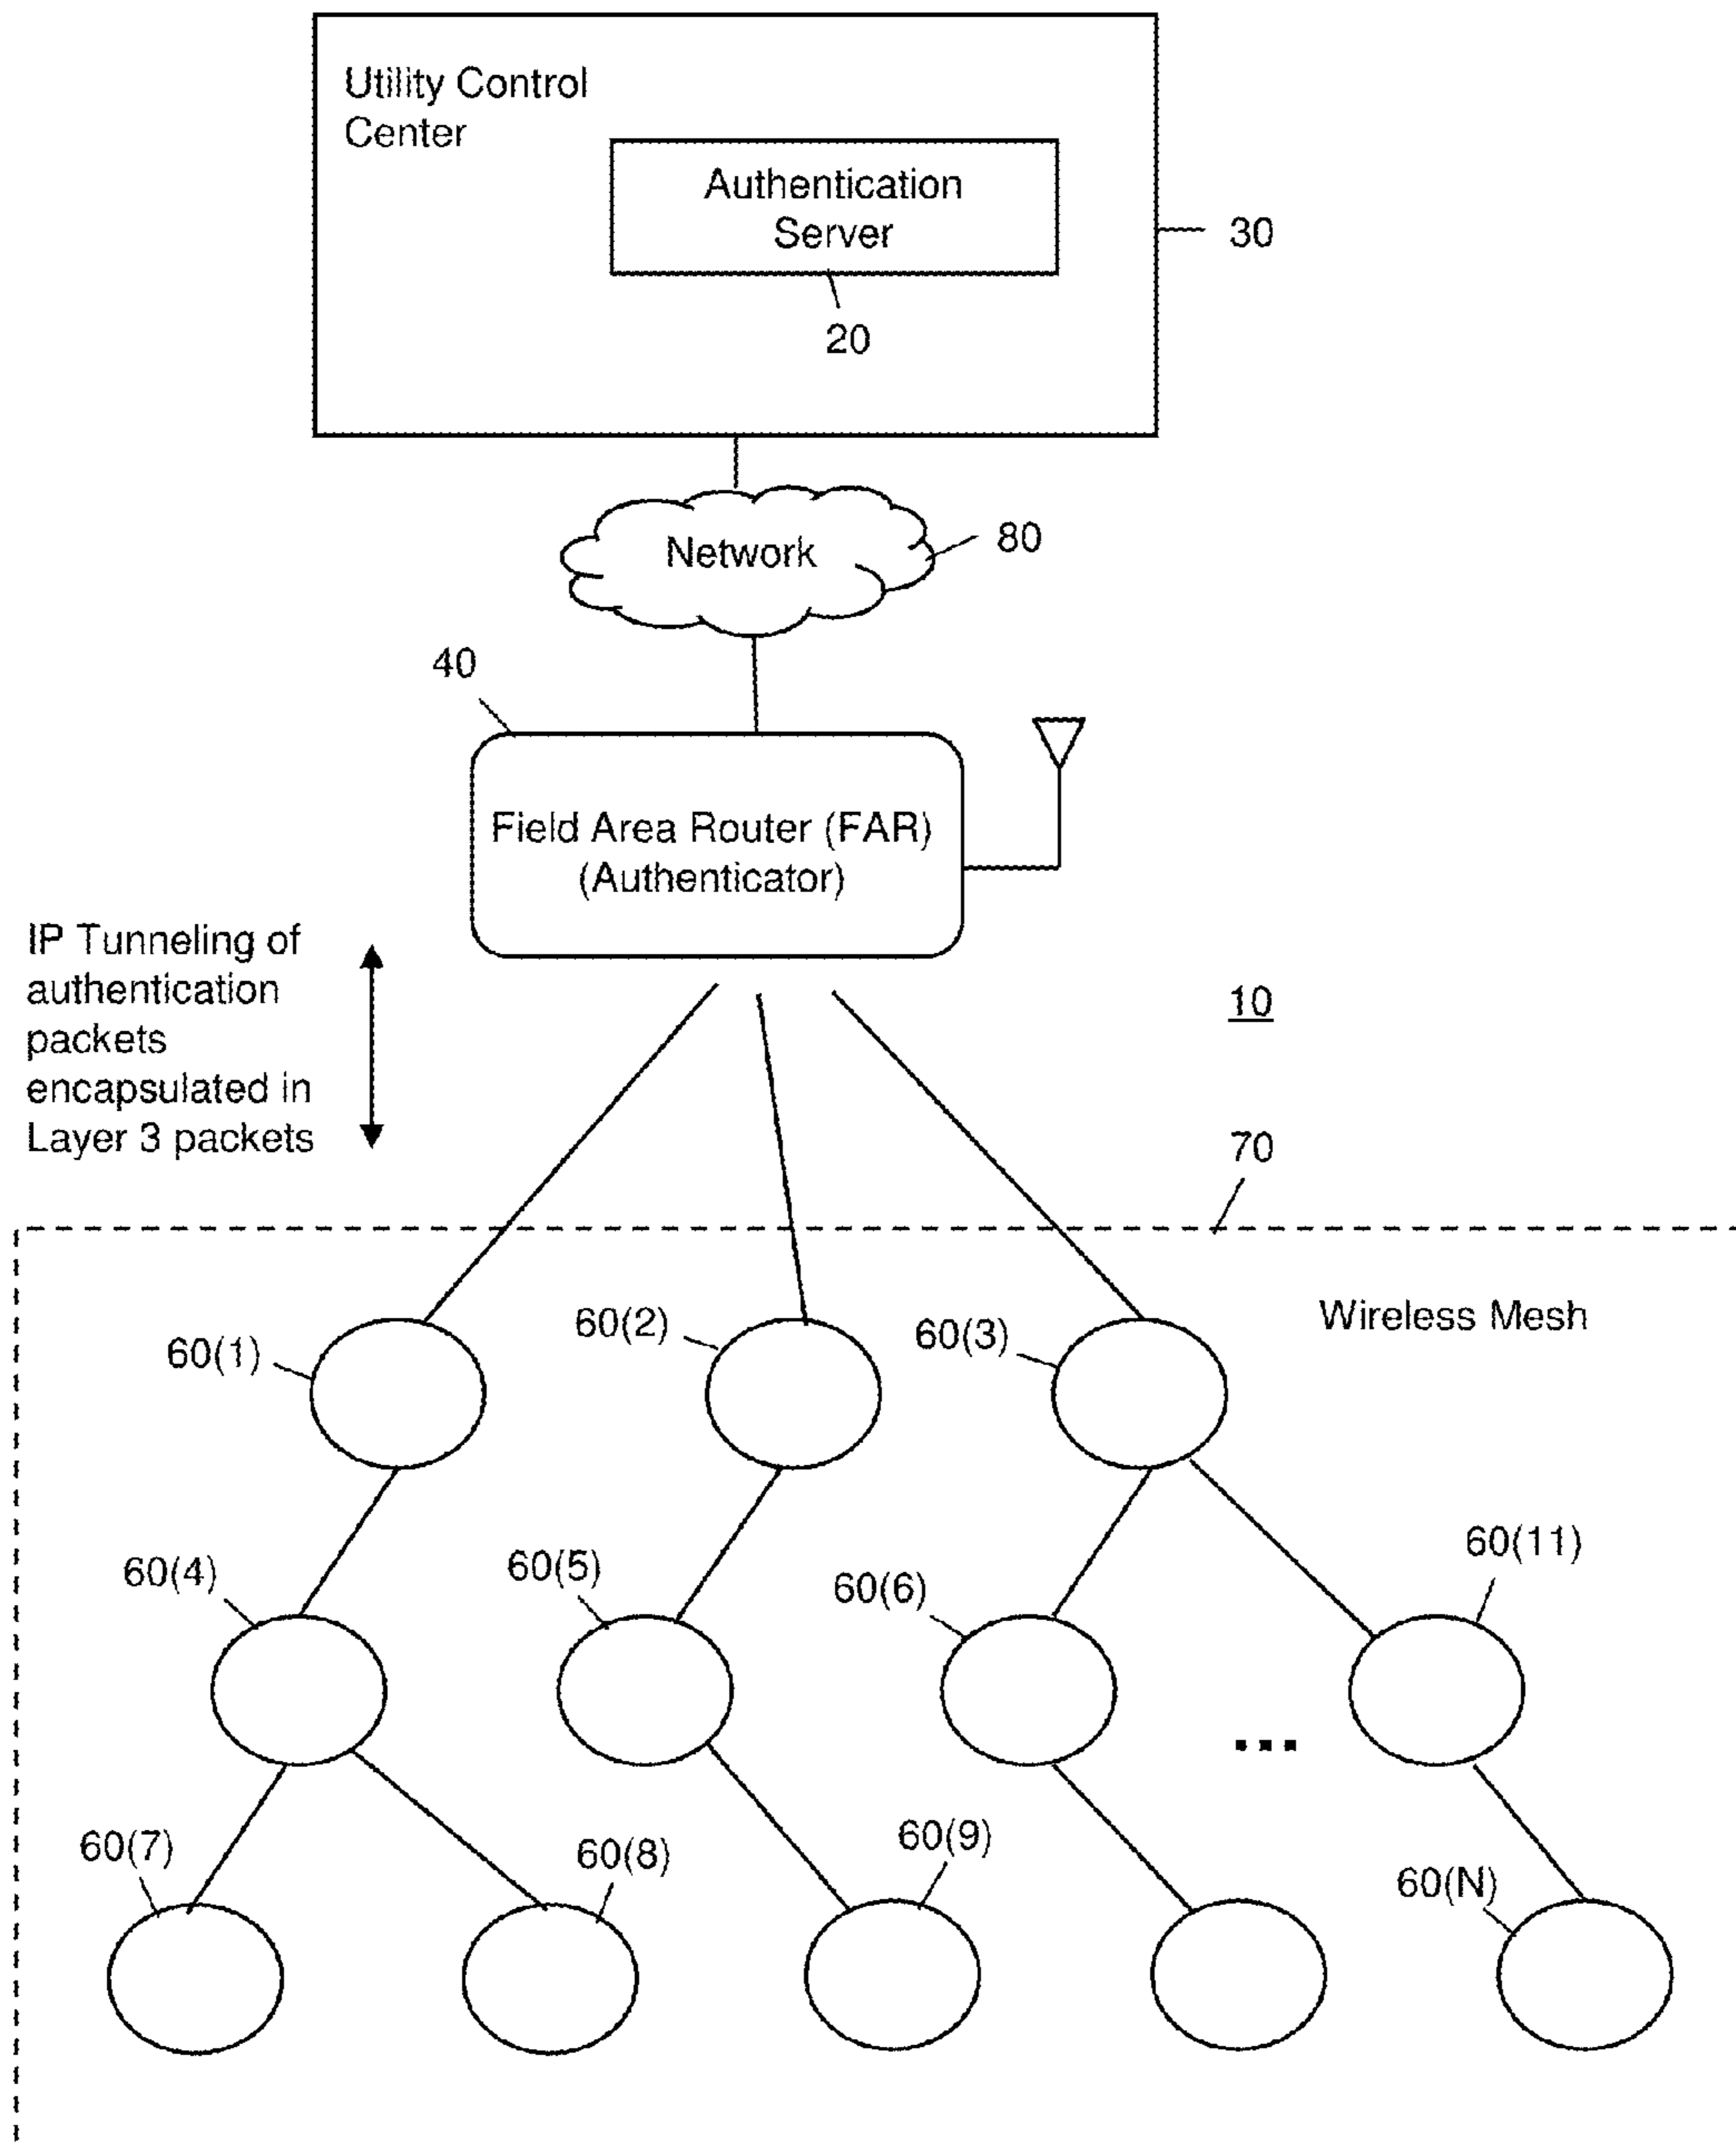 Utility Control
Center
Authentication
Server
30
20
Network
80
40
Field Area Router (FAR)
(Authenticator)
IP Tunneling of
authentication
packets
encapsulated in
Layer 3 packets
10
70
Wireless Mesh
60(1)
60(2)
60(3)
60(4)
60(5)
60(6)
60(11)
...
60(7)
60(8)
60(9)
60(N)